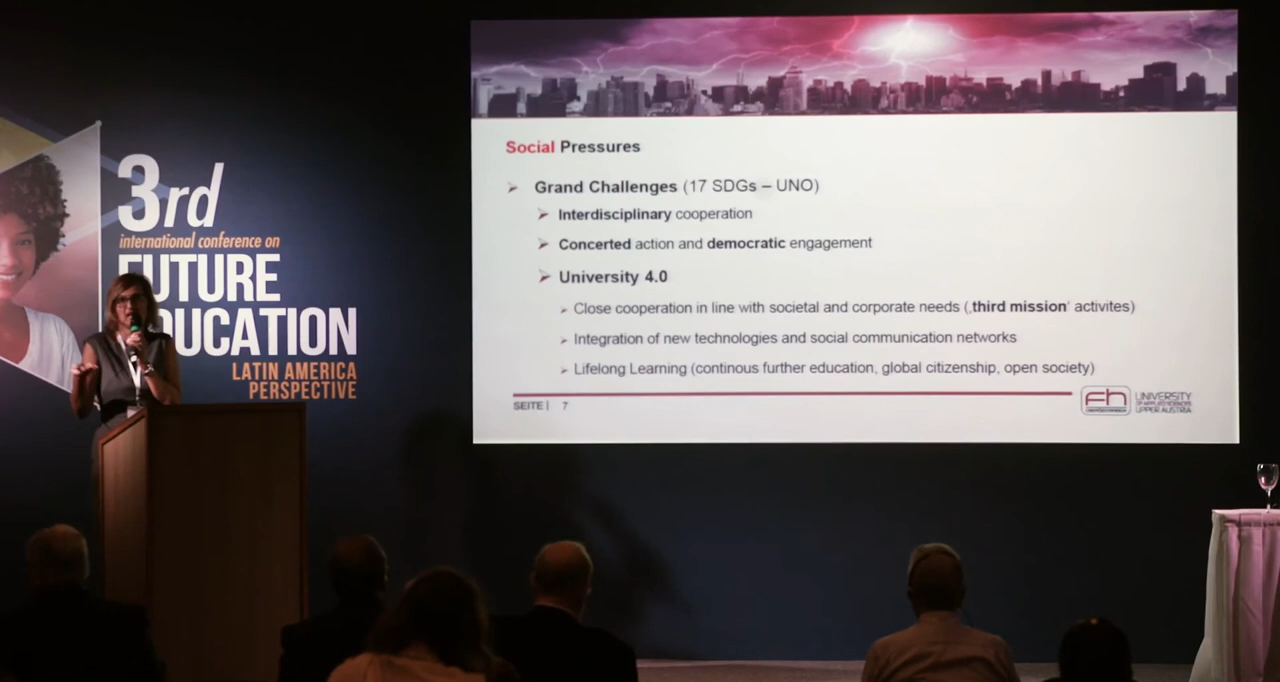 3rd
international conference on
FUTURE
EDUCATION
LATIN AMERICA
PERSPECTIVE
Social Pressures
➢ Grand Challenges (17 SDGs – UNO)
➢ Interdisciplinary cooperation
➢ Concerted action and democratic engagement
➢ University 4.0
➢ Close cooperation in line with societal and corporate needs (‚third mission‘ activites)
➢ Integration of new technologies and social communication networks
➢ Lifelong Learning (continous further education, global citizenship, open society)
SEITE | 7
fh
UNIVERSITY
OF APPLIED SCIENCES
UPPER AUSTRIA